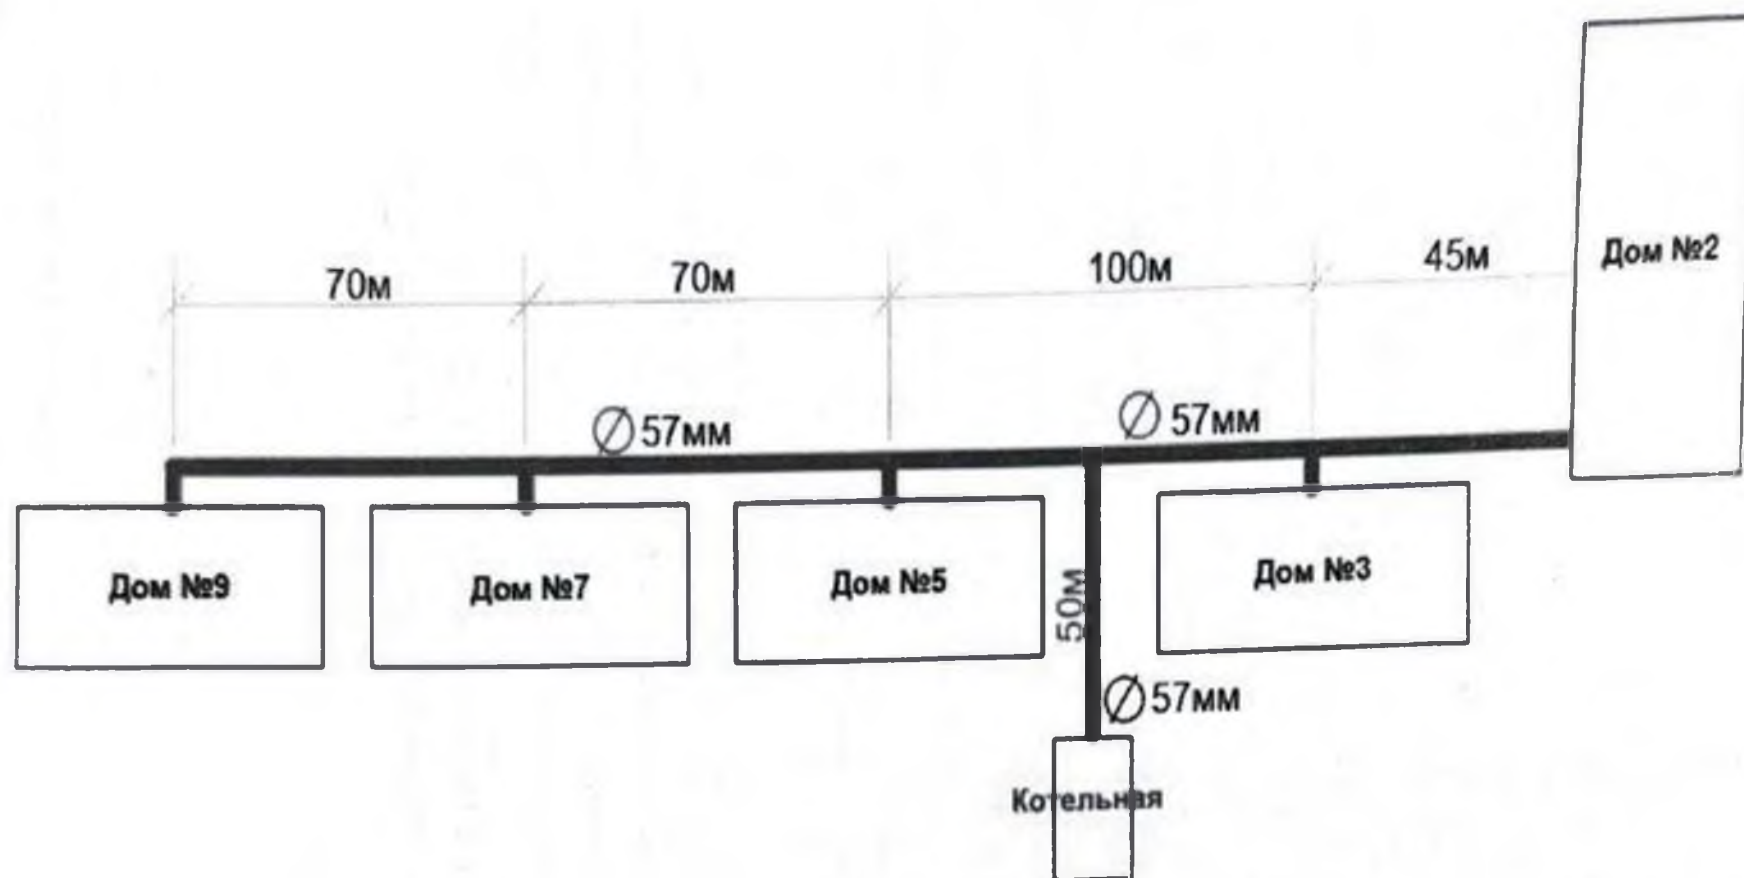 Дом №2
70м
70м
100м
45м
∅57мм
∅57мм
Дом №9
Дом №7
Дом №5
50м
Дом №3
∅57мм
Котельная